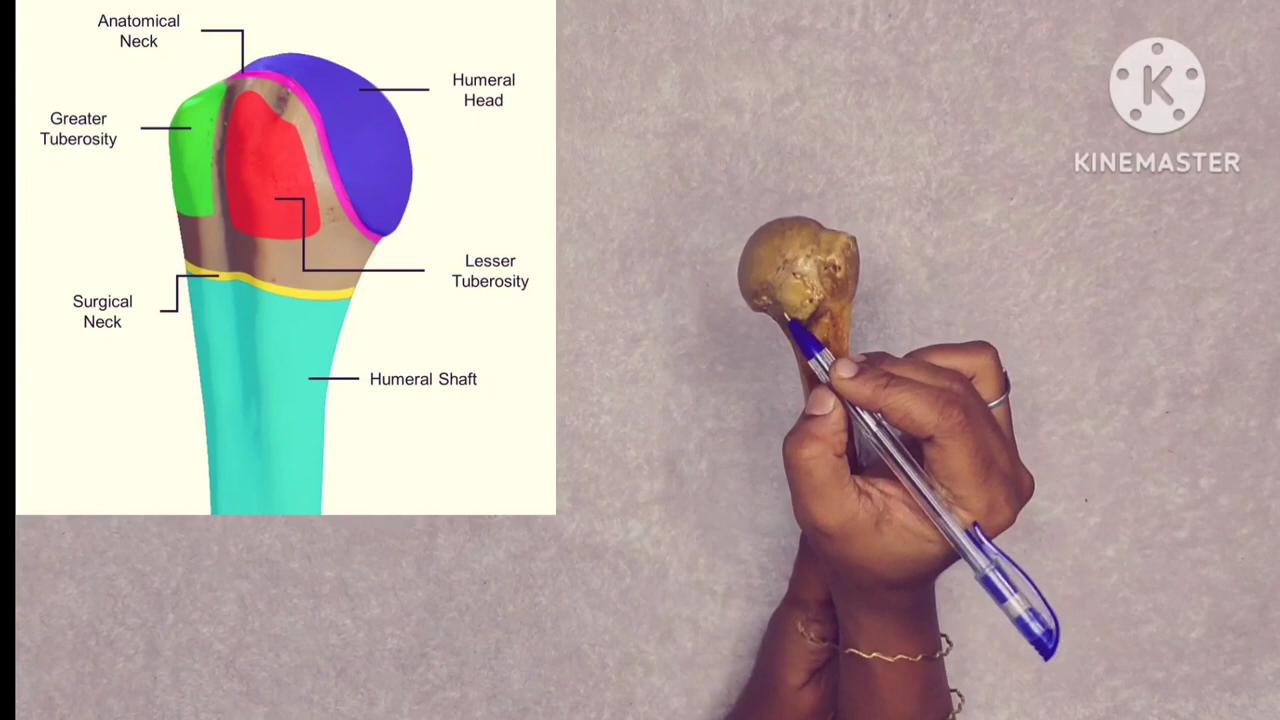 Anatomical
Neck
Humeral
Head
Greater
Tuberosity
Lesser
Tuberosity
Surgical
Neck
Humeral Shaft
K
KINEMASTER